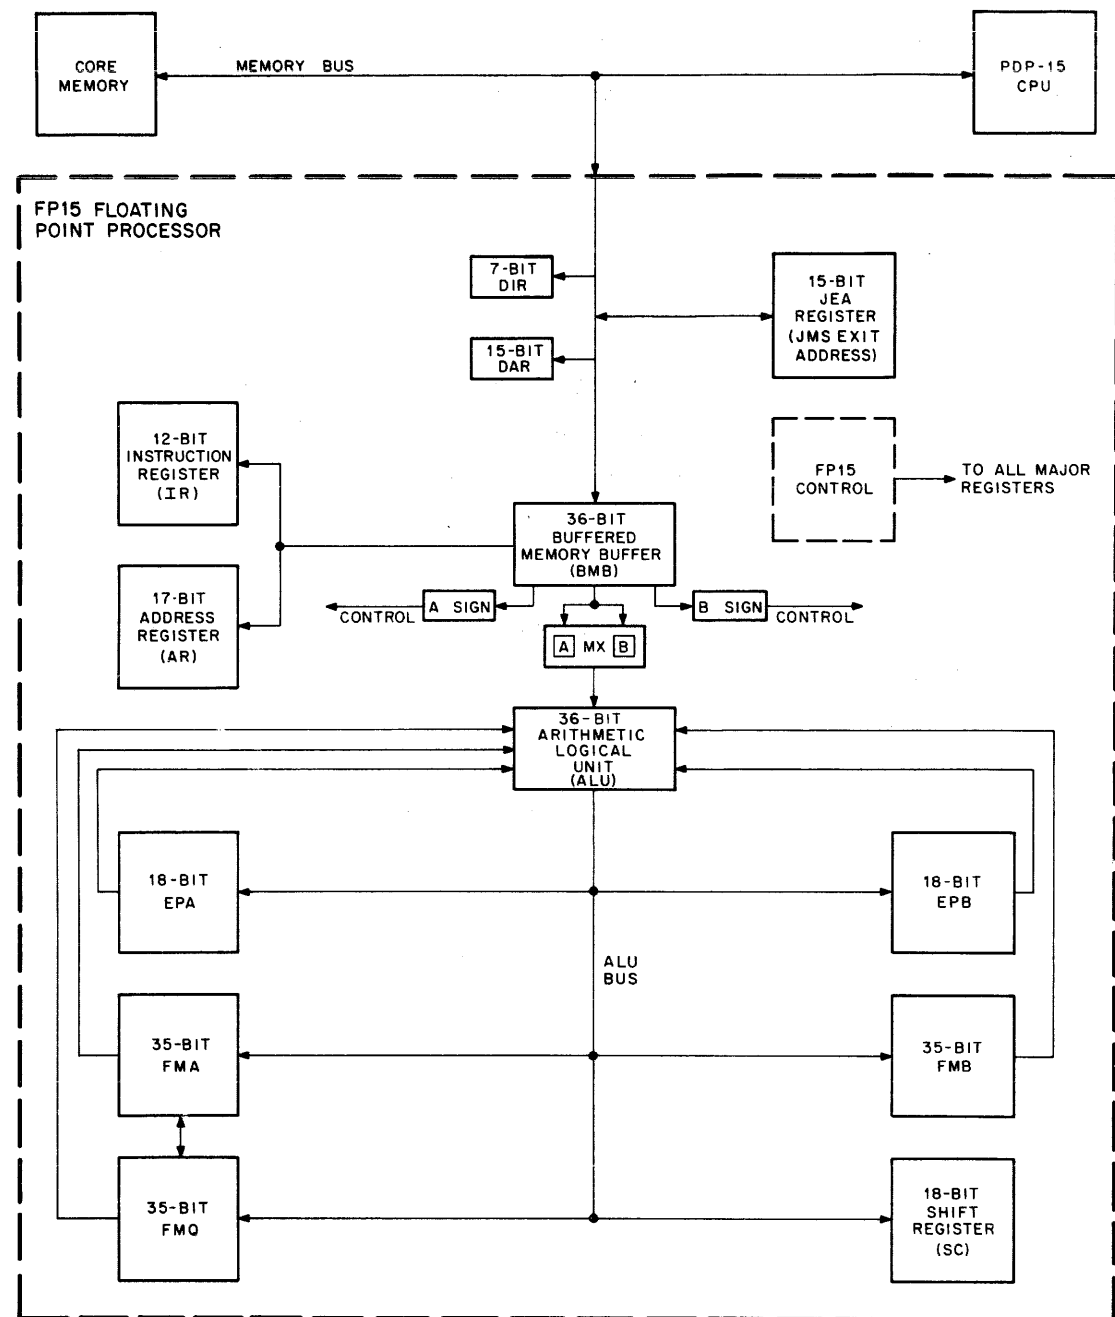 CORE
MEMORY
MEMORY BUS
PDP-15
CPU
FP15 FLOATING
POINT PROCESSOR
7-BIT
DIR
15-BIT
JEA
REGISTER
(JMS EXIT
ADDRESS)
15-BIT
DAR
12-BIT
INSTRUCTION
REGISTER
(IR)
FP15
CONTROL
TO ALL MAJOR
REGISTERS
36-BIT
BUFFERED
MEMORY BUFFER
(BMB)
17-BIT
ADDRESS
REGISTER
(AR)
CONTROL
A SIGN
B SIGN
CONTROL
A MX B
36-BIT
ARITHMETIC
LOGICAL
UNIT
(ALU)
18-BIT
EPA
18-BIT
EPB
ALU
BUS
35-BIT
FMA
35-BIT
FMB
35-BIT
FMQ
18-BIT
SHIFT
REGISTER
(SC)